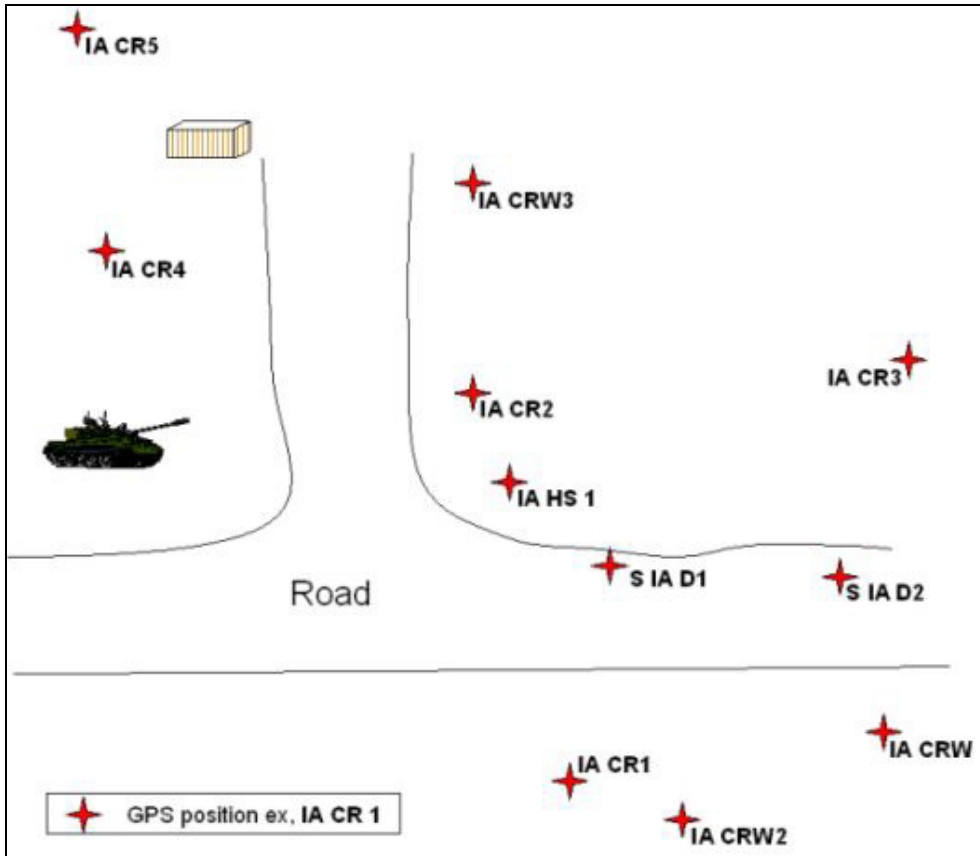 IA CR5
IA CRW3
IA CR4
IA CR3
IA CR2
IA HS 1
S IA D1
S IA D2
Road
IA CRW
IA CR1
IA CRW2
GPS position ex, IA CR 1